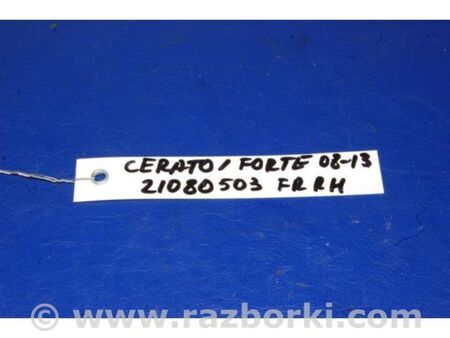 CERATO / FORTE 08-13
21080503 FR RH
© www.razborki.com